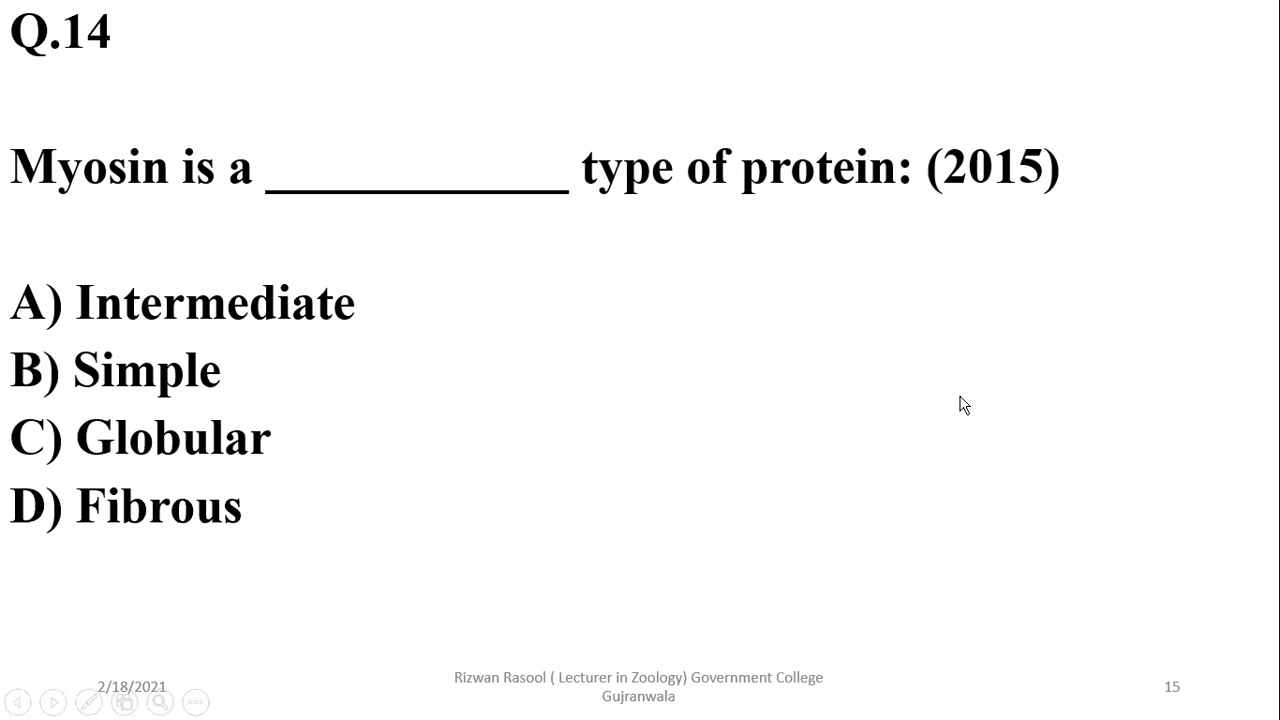 Q.14
Myosin is a ____________ type of protein: (2015)
A) Intermediate
B) Simple
C) Globular
D) Fibrous
2/18/2021
Rizwan Rasool ( Lecturer in Zoology) Government College
Gujranwala
15